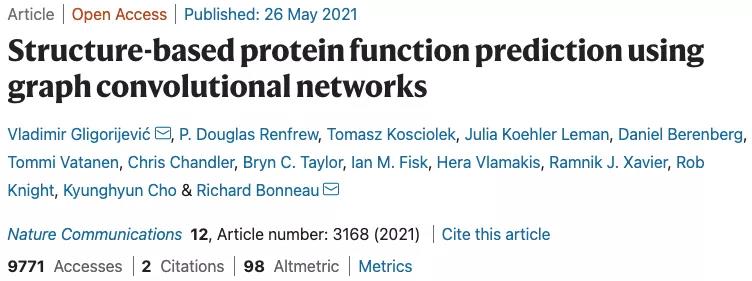 Article | Open Access | Published: 26 May 2021
Structure-based protein function prediction using
graph convolutional networks
Vladimir Gligorijević, P. Douglas Renfrew, Tomasz Kosciolek, Julia Koehler Leman, Daniel Berenberg,
Tommi Vatanen, Chris Chandler, Bryn C. Taylor, Ian M. Fisk, Hera Vlamakis, Ramnik J. Xavier, Rob
Knight, Kyunghyun Cho & Richard Bonneau
Nature Communications 12, Article number: 3168 (2021) | Cite this article
9771 Accesses | 2 Citations | 98 Altmetric | Metrics